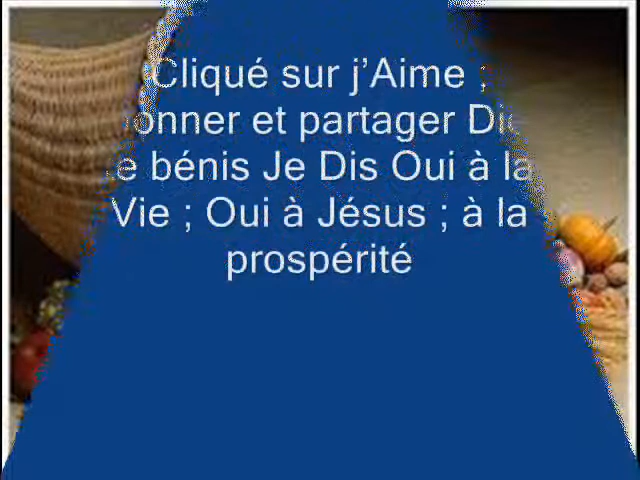 Cliqué sur j’Aime ;
et partager
bénis Je Dis Oui à la
Vie ; Oui à Jésus ; à la
prospérité